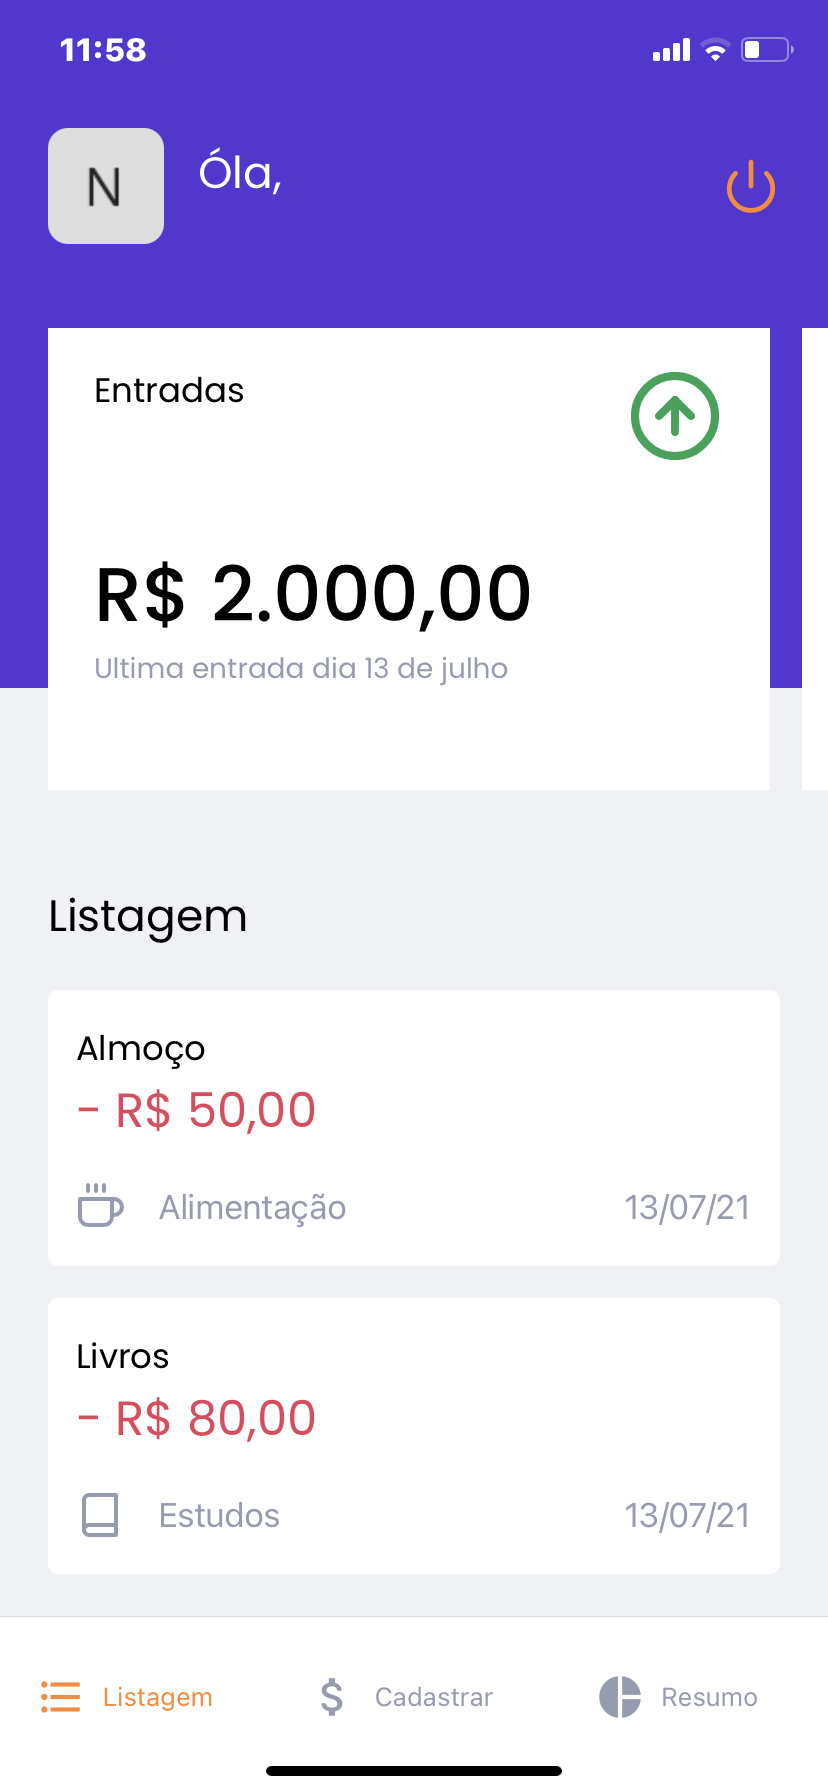 11:58
N
Óla,
Entradas
R$ 2.000,00
Ultima entrada dia 13 de julho
Listagem
Almoço
- R$ 50,00
Alimentação 13/07/21
Livros
- R$ 80,00
Estudos 13/07/21
Listagem $ Cadastrar Resumo